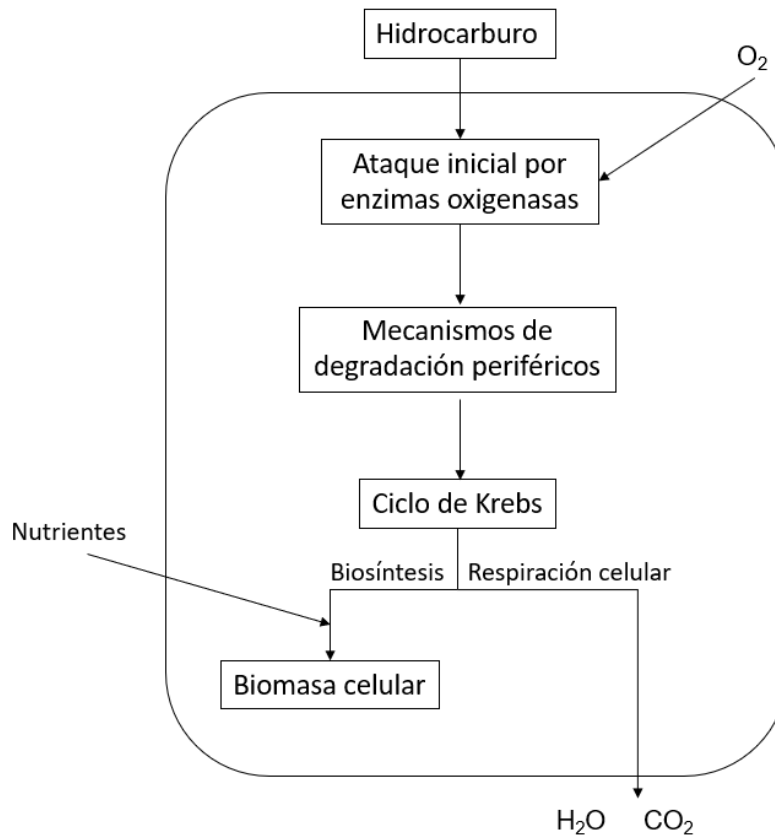 Hidrocarburo
O₂
Ataque inicial por
enzimas oxigenasas
Mecanismos de
degradación periféricos
Ciclo de Krebs
Nutrientes
Biosíntesis
Respiración celular
Biomasa celular
H₂O
CO₂